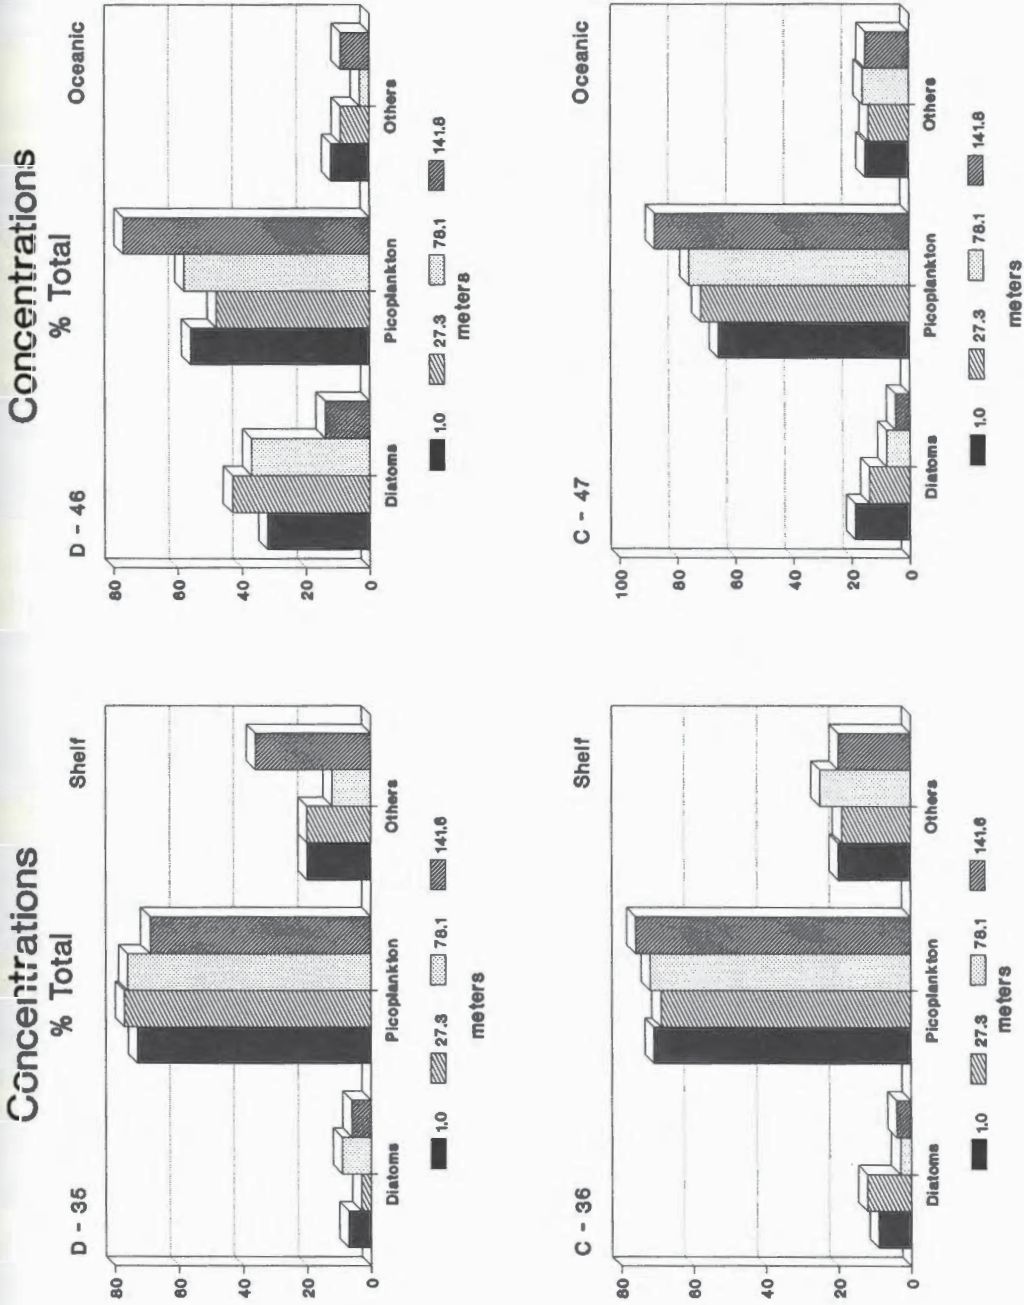 Concentrations
% Total
D - 35 Shelf
80
60
40
20
0
Diatoms Picoplankton Others
1.0 27.3 78.1 141.6
meters
C - 36 Shelf
80
60
40
20
0
Diatoms Picoplankton Others
1.0 27.3 78.1 141.6
meters
Concentrations
% Total
D - 46 Oceanic
80
60
40
20
0
Diatoms Picoplankton Others
1.0 27.3 78.1 141.8
meters
C - 47 Oceanic
100
80
60
40
20
0
Diatoms Picoplankton Others
1.0 27.3 78.1 141.8
meters